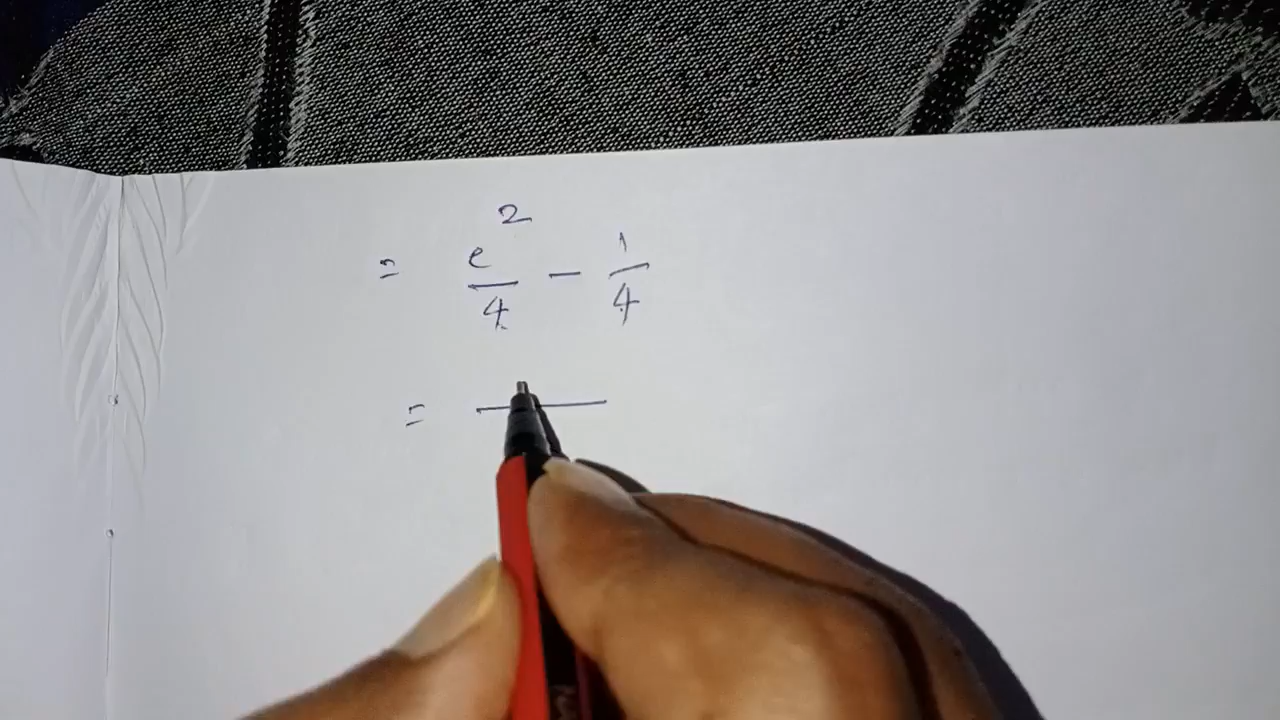 = e^2/4 - 1/4
=